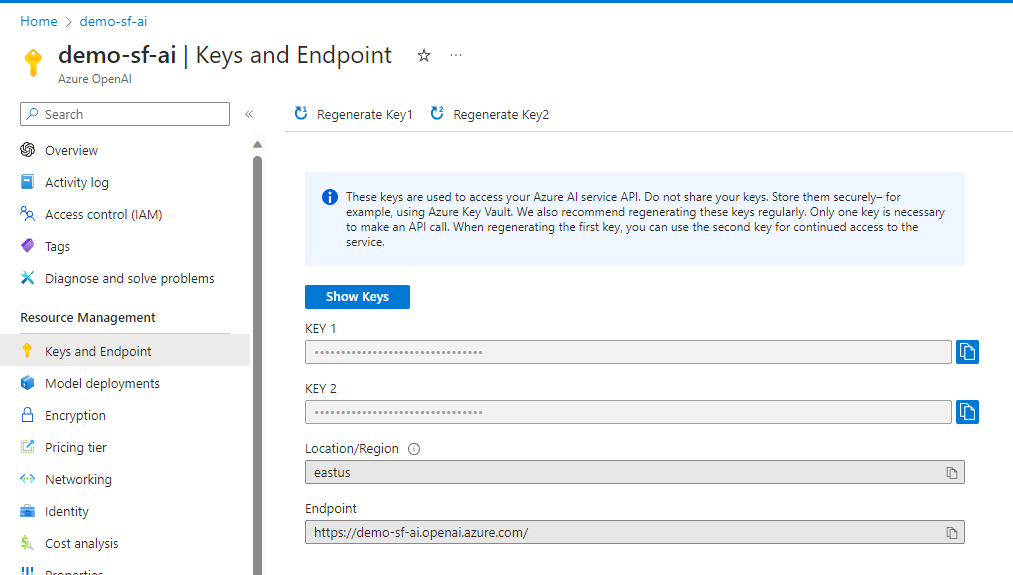 Home > demo-sf-ai
demo-sf-ai | Keys and Endpoint ☆ ...
Azure OpenAI
Search «
Overview
Activity log
Access control (IAM)
Tags
Diagnose and solve problems
Resource Management
Keys and Endpoint
Model deployments
Encryption
Pricing tier
Networking
Identity
Cost analysis
Properties
Regenerate Key1 Regenerate Key2
These keys are used to access your Azure AI service API. Do not share your keys. Store them securely– for
example, using Azure Key Vault. We also recommend regenerating these keys regularly. Only one key is necessary
to make an API call. When regenerating the first key, you can use the second key for continued access to the
service.
Show Keys
KEY 1
••••••••••••••••••••••••••••••••
KEY 2
••••••••••••••••••••••••••••••••
Location/Region
eastus
Endpoint
https://demo-sf-ai.openai.azure.com/